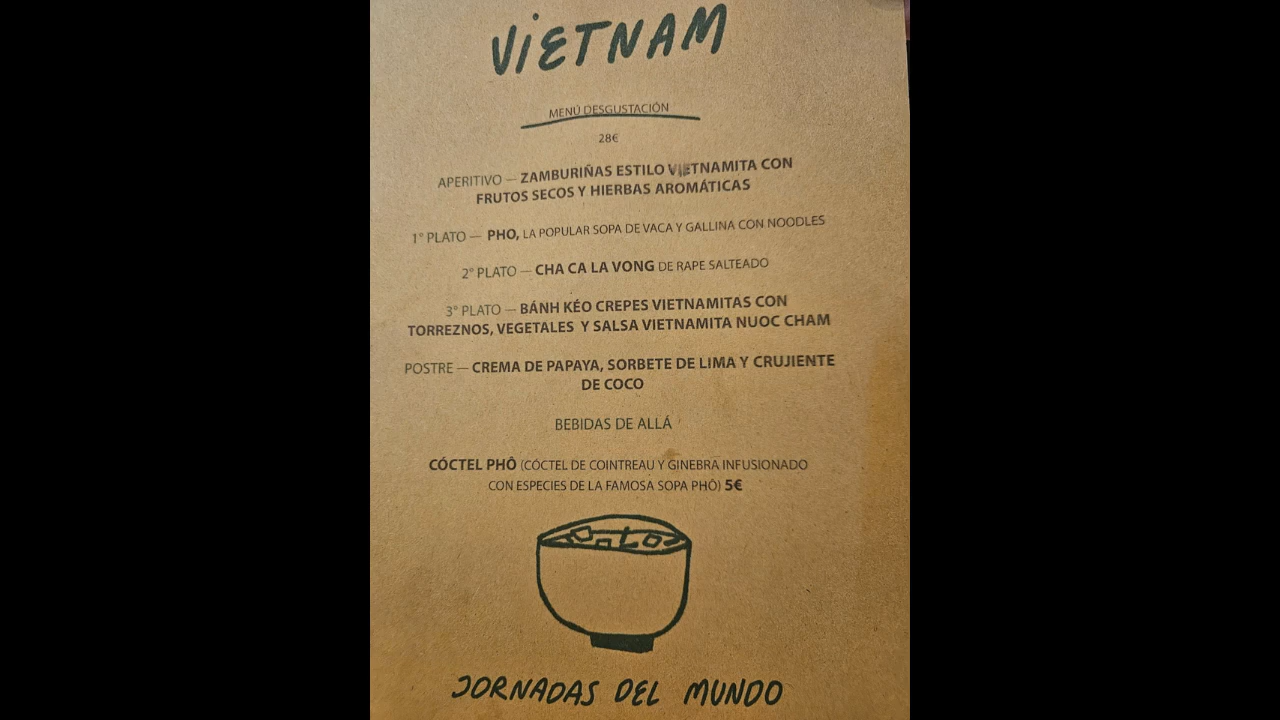 ViETNAM
MENÚ DESGUSTACIÓN
28€
APERITIVO — ZAMBURIÑAS ESTILO VIETNAMITA CON
FRUTOS SECOS Y HIERBAS AROMÁTICAS
1º PLATO — PHO, LA POPULAR SOPA DE VACA Y GALLINA CON NOODLES
2º PLATO — CHA CA LA VONG DE RAPE SALTEADO
3º PLATO — BÁNH KÉO CREPES VIETNAMITAS CON
TORREZNOS, VEGETALES Y SALSA VIETNAMITA NUOC CHAM
POSTRE — CREMA DE PAPAYA, SORBETE DE LIMA Y CRUJIENTE
DE COCO
BEBIDAS DE ALLÁ
CÓCTEL PHÔ (CÓCTEL DE COINTREAU Y GINEBRA INFUSIONADO
CON ESPECIES DE LA FAMOSA SOPA PHÔ) 5€
JORNADAS DEL MUNDO